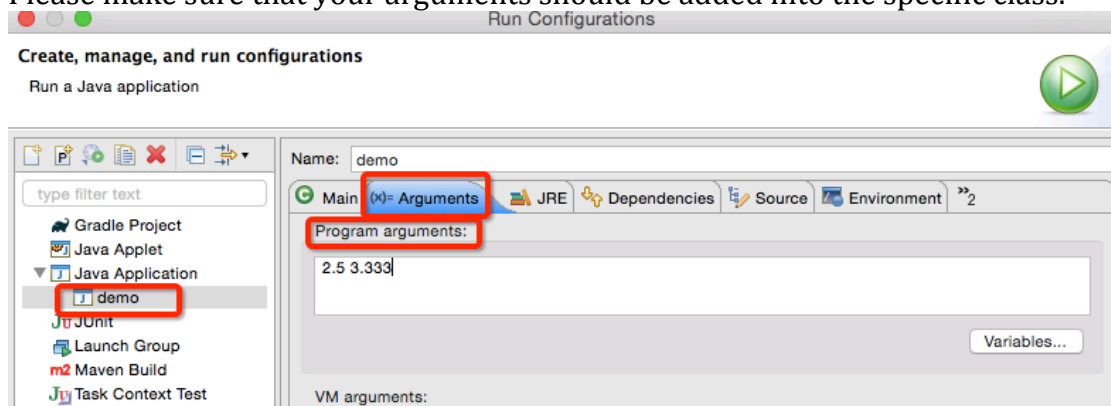 Please make sure that your arguments should be added into the specific class.
Run Configurations
Create, manage, and run configurations
Run a Java application
Name: demo
type filter text
Main (x)= Arguments JRE Dependencies Source Environment »2
Gradle Project
Java Applet
Java Application
demo
JUnit
Launch Group
m2 Maven Build
Task Context Test
Program arguments:
2.5 3.333
Variables...
VM arguments: